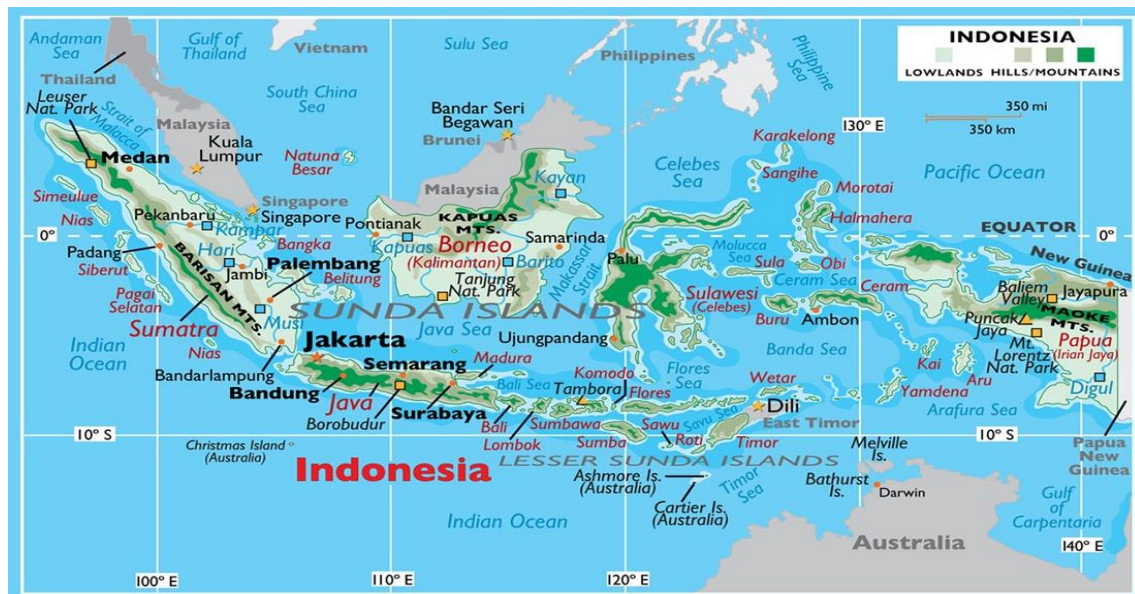 Andaman
Sea
Gulf of
Thailand
Vietnam
Sulu Sea
Philippines
Philippine
Sea
INDONESIA
LOWLANDS HILLS/MOUNTAINS
350 mi
350 km
Thailand
Leuser
Nat. Park
Strait of
Malacca
South China
Sea
Malaysia
Kuala
Lumpur
Bandar Seri
Begawan
Brunei
130° E
Karakelong
Medan
Natuna
Besar
Celebes
Sea
Sangihe
Pacific Ocean
Simeulue
Nias
Singapore
Singapore
Malaysia
Kayan
Morotai
Halmahera
Pekanbaru
Kampar
Pontianak
KAPUAS
MTS.
Samarinda
EQUATOR
0°
0°
Padang
Hari
Bangka
Kapuas
Borneo
(Kalimantan)
Barito
Makassar
Strait
Palu
Molucca
Sea
Sula
Obi
New Guinea
Siberut
BARISAN MTS.
Jambi
Palembang
Belitung
Tanjung
Nat. Park
Ceram Sea
Ceram
Baliem
Valley
Jayapura
Pagai
Selatan
Sumatra
Musi
SUNDA ISLANDS
Sulawesi
(Celebes)
Buru
Ambon
Puncak
Jaya
MAOKE
MTS.
Papua
(Irian Jaya)
Indian
Ocean
Nias
Jakarta
Java Sea
Ujungpandang
Banda Sea
Mt.
Lorentz
Nat. Park
Bandarlampung
Semarang
Madura
Komodo
Flores
Sea
Kai
Aru
Digul
Bandung
Java
Surabaya
Bali Sea
Tambora
Flores
Wetar
Yamdena
Arafura Sea
Borobudur
Bali
Lombok
Sumbawa
Sumba
Savu Sea
Sawu
Roti
Dili
East Timor
Timor
10° S
10° S
Christmas Island
(Australia)
Indonesia
LESSER SUNDA ISLANDS
Melville
Is.
Papua
New
Guinea
Ashmore Is.
(Australia)
Cartier Is.
(Australia)
Timor
Sea
Bathurst
Is.
Darwin
Gulf
of
Carpentaria
Indian Ocean
Australia
100° E
110° E
120° E
140° E